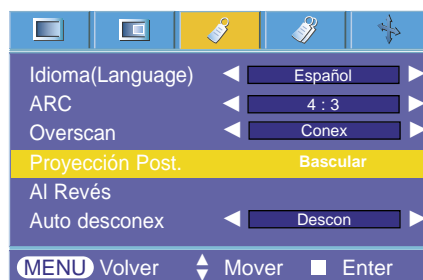 Idioma(Language) Español
ARC 4 : 3
Overscan Conex
Proyección Post. Bascular
Al Revés
Auto desconex Descon
MENU Volver Mover Enter